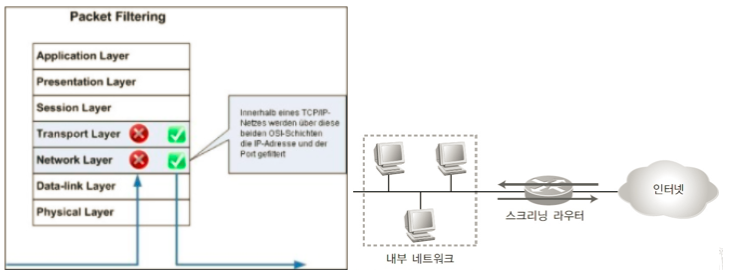 Packet Filtering
Application Layer
Presentation Layer
Session Layer
Transport Layer
Network Layer
Data-link Layer
Physical Layer
Innerhalb eines TCP/IP-
Netzes werden über diese
beiden OSI-Schichten
die IP-Adresse und der
Port gefiltert
내부 네트워크
스크리닝 라우터
인터넷